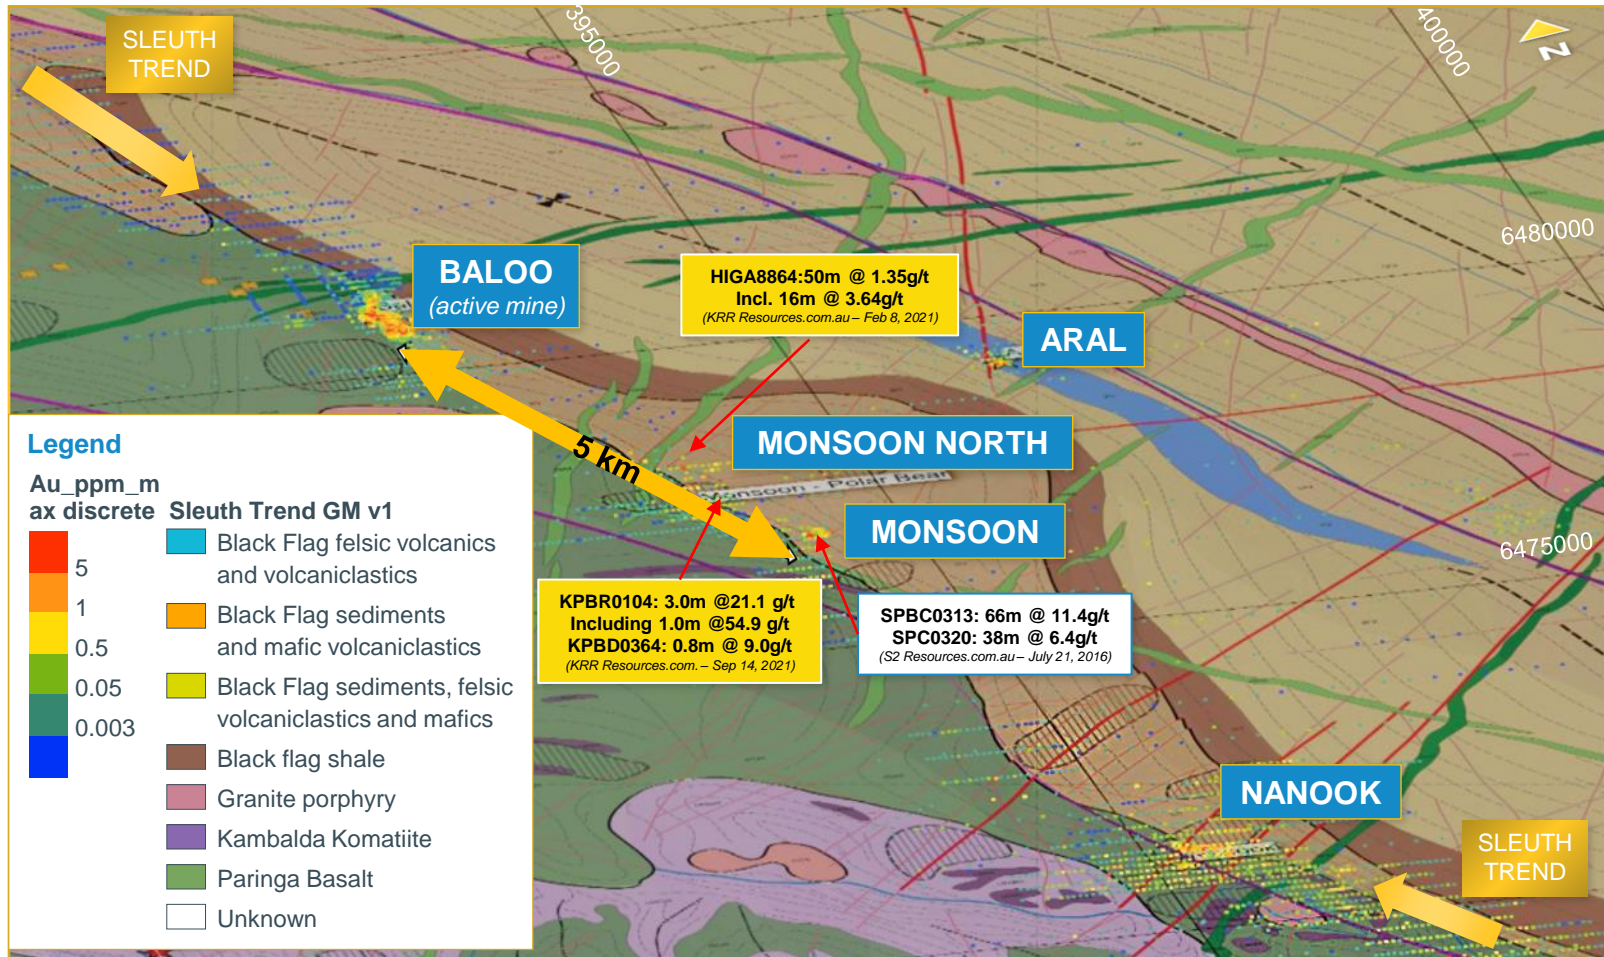 SLEUTH
TREND
395000
400000
N
6480000
BALOO
(active mine)
HIGA8864:50m @ 1.35g/t
Incl. 16m @ 3.64g/t
(KRR Resources.com.au – Feb 8, 2021)
ARAL
MONSOON NORTH
5 km
Monsoon - Polar Bear
MONSOON
6475000
KPBR0104: 3.0m @21.1 g/t
Including 1.0m @54.9 g/t
KPBD0364: 0.8m @ 9.0g/t
(KRR Resources.com. – Sep 14, 2021)
SPBC0313: 66m @ 11.4g/t
SPC0320: 38m @ 6.4g/t
(S2 Resources.com.au – July 21, 2016)
NANOOK
SLEUTH
TREND
Legend
Au_ppm_m
ax discrete
5
1
0.5
0.05
0.003
Sleuth Trend GM v1
Black Flag felsic volcanics
and volcaniclastics
Black Flag sediments
and mafic volcaniclastics
Black Flag sediments, felsic
volcaniclastics and mafics
Black flag shale
Granite porphyry
Kambalda Komatiite
Paringa Basalt
Unknown